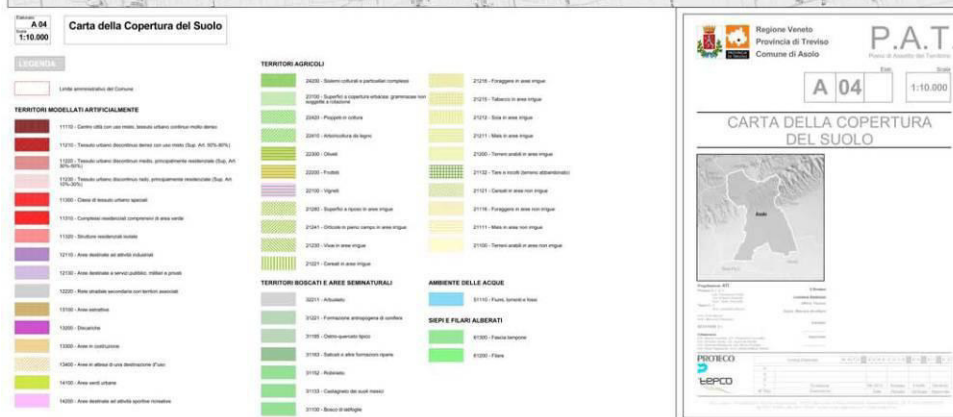 Elaborato
A 04
Scala
1:10.000
Carta della Copertura del Suolo
LEGENDA
Limite amministrativo del Comune
TERRITORI MODELLATI ARTIFICIALMENTE
11110 - Centro città con uso misto, tessuto urbano continuo molto denso
11210 - Tessuto urbano discontinuo denso con uso misto (Sup. Art. 50%-80%)
11220 - Tessuto urbano discontinuo medio, principalmente residenziale (Sup. Art. 30%-50%)
11230 - Tessuto urbano discontinuo rado, principalmente residenziale (Sup. Art. 10%-30%)
11300 - Classi di tessuto urbano speciali
11310 - Complessi residenziali comprensivi di area verde
11320 - Strutture residenziali isolate
12110 - Aree destinate ad attività industriali
12130 - Aree destinate a servizi pubblici, militari e privati
12220 - Rete stradale secondaria con territori associati
13100 - Aree estrattive
13200 - Discariche
13300 - Aree in costruzione
13400 - Aree in attesa di una destinazione d'uso
14100 - Aree verdi urbane
14200 - Aree destinate ad attività sportive ricreative
TERRITORI AGRICOLI
24200 - Sistemi colturali e particellari complessi
23100 - Superfici a copertura erbacea: graminacee non soggette a rotazione
22420 - Pioppeti in coltura
22410 - Arboricoltura da legno
22300 - Oliveti
22200 - Frutteti
22100 - Vigneti
21280 - Superfici a riposo in aree irrigue
21241 - Orticole in pieno campo in aree irrigue
21230 - Vivai in aree irrigue
21221 - Cereali in aree irrigue
21216 - Foraggere in aree irrigue
21215 - Tabacco in aree irrigue
21212 - Soia in aree irrigue
21211 - Mais in aree irrigue
21200 - Terreni arabili in aree irrigue
21132 - Tare e incolti (terreno abbandonato)
21121 - Cereali in aree non irrigue
21116 - Foraggere in aree non irrigue
21111 - Mais in aree non irrigue
21100 - Terreni arabili in aree non irrigue
TERRITORI BOSCATI E AREE SEMINATURALI
32211 - Arbusteto
31221 - Formazione antropogena di conifere
31185 - Ostrio-querceto tipico
31163 - Saliceti e altre formazioni riparie
31152 - Robinieto
31133 - Castagneto dei suoli mesici
31100 - Bosco di latifoglie
AMBIENTE DELLE ACQUE
51110 - Fiumi, torrenti e fossi
SIEPI E FILARI ALBERATI
61300 - Fascia tampone
61200 - Filare
Regione Veneto
Provincia di Treviso
Comune di Asolo
P.A.T.
Piano di Assetto del Territorio
Elab.
A 04
Scala
1:10.000
CARTA DELLA COPERTURA
DEL SUOLO
Asolo
PROTECO
tepco